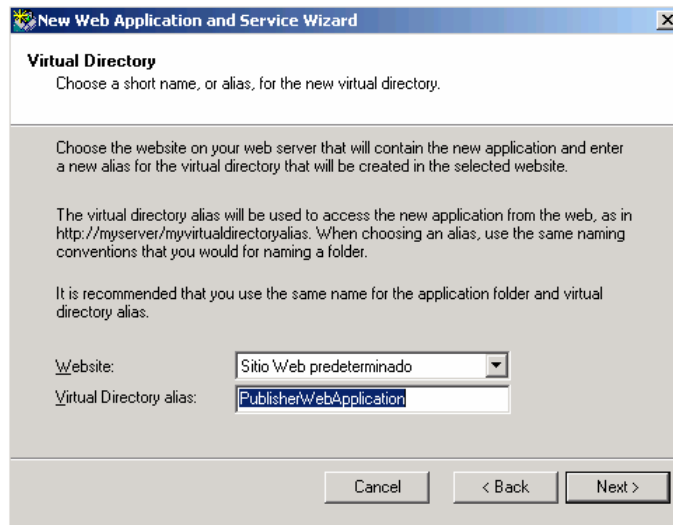 New Web Application and Service Wizard
Virtual Directory
Choose a short name, or alias, for the new virtual directory.
Choose the website on your web server that will contain the new application and enter
a new alias for the virtual directory that will be created in the selected website.
The virtual directory alias will be used to access the new application from the web, as in
http://myserver/myvirtualdirectoryalias. When choosing an alias, use the same naming
conventions that you would for naming a folder.
It is recommended that you use the same name for the application folder and virtual
directory alias.
Website: Sitio Web predeterminado
Virtual Directory alias: PublisherWebApplication
Cancel < Back Next >